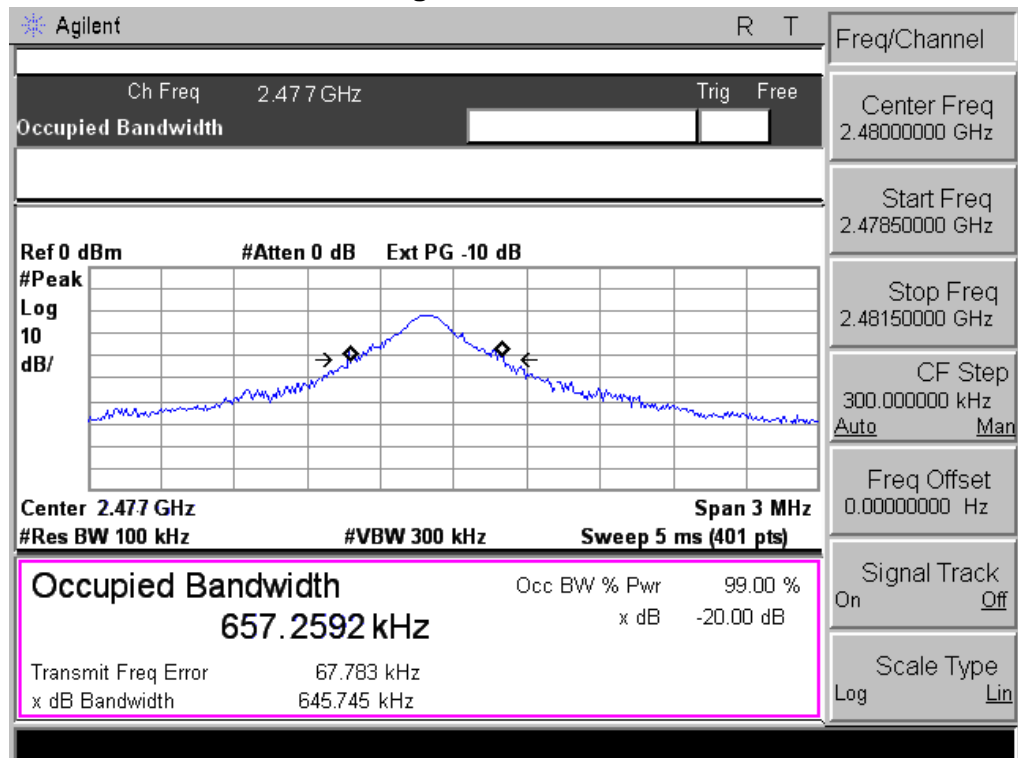 Agilent R T
Freq/Channel
Ch Freq 2.477 GHz Trig Free
Occupied Bandwidth
Center Freq
2.48000000 GHz
Start Freq
2.47850000 GHz
Stop Freq
2.48150000 GHz
CF Step
300.000000 kHz
Auto Man
Freq Offset
0.00000000 Hz
Signal Track
On Off
Scale Type
Log Lin
Ref 0 dBm #Atten 0 dB Ext PG -10 dB
#Peak
Log
10
dB/
Center 2.477 GHz Span 3 MHz
#Res BW 100 kHz #VBW 300 kHz Sweep 5 ms (401 pts)
Occupied Bandwidth
657.2592 kHz
Occ BW % Pwr 99.00 %
x dB -20.00 dB
Transmit Freq Error 67.783 kHz
x dB Bandwidth 645.745 kHz